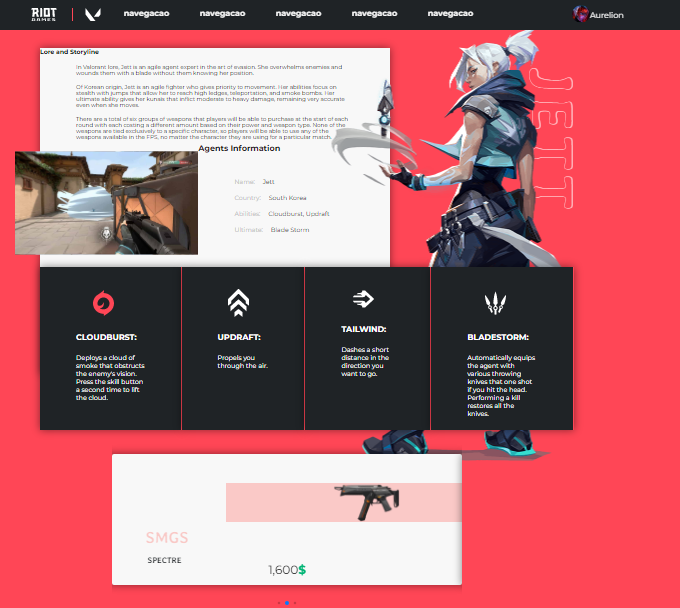 RIOT
GAMES
navegacao navegacao navegacao navegacao navegacao
Aurelion
JETT
Lore and Storyline
In Valorant lore, Jett is an agile agent expert in the art of evasion. She overwhelms enemies and
wounds them with a blade without them knowing her position.
Of Korean origin, Jett is an agile fighter who gives priority to movement. Her abilities focus on
stealth with jumps that allow her to reach high ledges, teleportation, and smoke bombs. Her
ultimate ability gives her kunais that inflict moderate to heavy damage, remaining very accurate
even when she moves.
There are a total of six groups of weapons that players will be able to purchase at the start of each
round with each costing a different amount based on their power and weapon type. None of the
weapons are tied exclusively to a specific character, so players will be able to use any of the
weapons available in the FPS, no matter the character they are using for a particular match.
Agents Information
Name: Jett
Country: South Korea
Abilities: Cloudburst, Updraft
Ultimate: Blade Storm
CLOUDBURST:
Deploys a cloud of
smoke that obstructs
the enemy's vision.
Press the skill button
a second time to lift
the cloud.
UPDRAFT:
Propels you
through the air.
TAILWIND:
Dashes a short
distance in the
direction you
want to go.
BLADESTORM:
Automatically equips
the agent with
various throwing
knives that one shot
if you hit the head.
Performing a kill
restores all the
knives.
SMGS
SPECTRE
1,600$